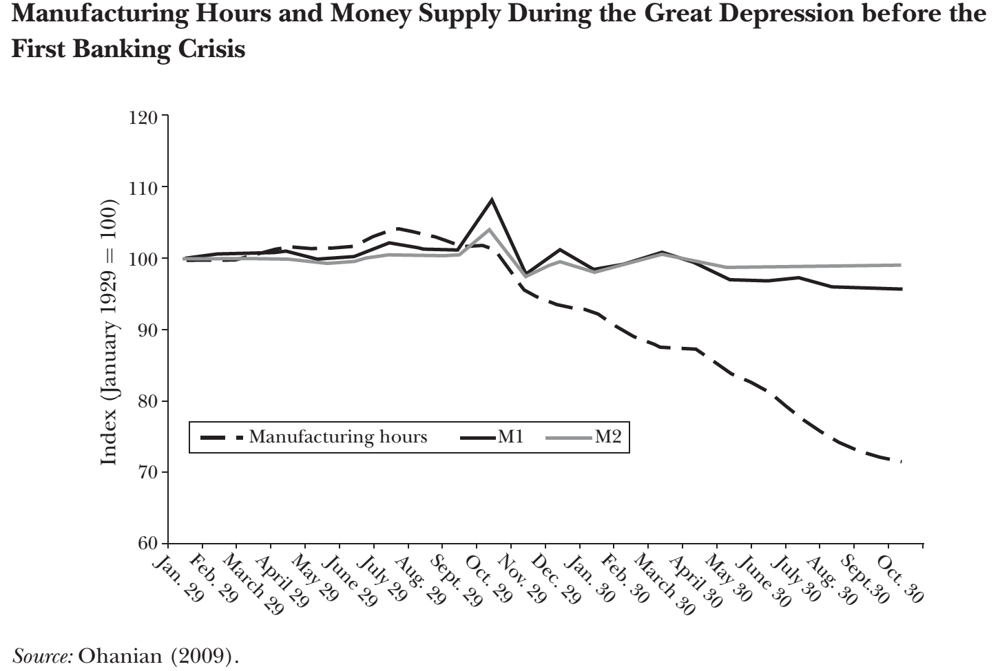 Manufacturing Hours and Money Supply During the Great Depression before the
First Banking Crisis
120
110
100
90
80
70
60
Index (January 1929 = 100)
Manufacturing hours M1 M2
Jan. 29
Feb. 29
March 29
April 29
May 29
June 29
July 29
Aug. 29
Sept. 29
Oct. 29
Nov. 29
Dec. 29
Jan. 30
Feb. 30
March 30
April 30
May 30
June 30
July 30
Aug. 30
Sept.30
Oct. 30
Source: Ohanian (2009).